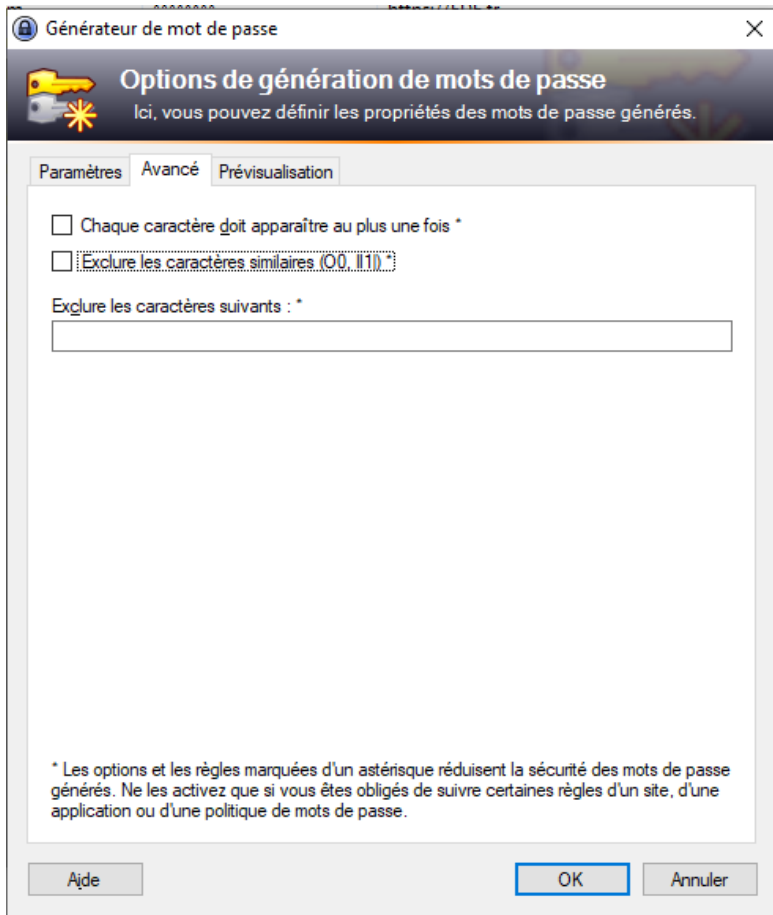 Générateur de mot de passe
Options de génération de mots de passe
Ici, vous pouvez définir les propriétés des mots de passe générés.
Paramètres Avancé Prévisualisation
Chaque caractère doit apparaître au plus une fois *
Exclure les caractères similaires (O0, Il1|) *
Exclure les caractères suivants : *
* Les options et les règles marquées d'un astérisque réduisent la sécurité des mots de passe
générés. Ne les activez que si vous êtes obligés de suivre certaines règles d'un site, d'une
application ou d'une politique de mots de passe.
Aide OK Annuler